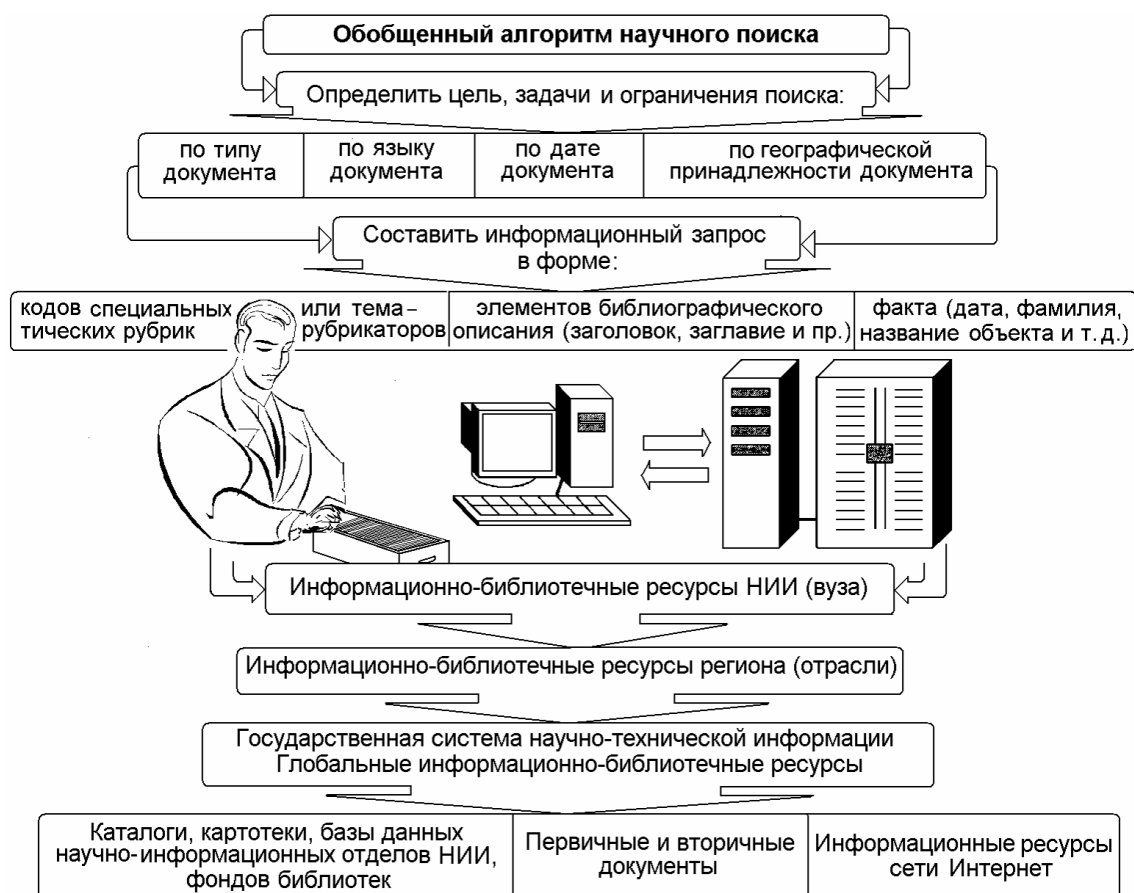 Обобщенный алгоритм научного поиска
Определить цель, задачи и ограничения поиска:
по типу
документа
по языку
документа
по дате
документа
по географической
принадлежности документа
Составить информационный запрос
в форме:
кодов специальных или тема–
тических рубрик рубрикаторов
элементов библиографического
описания (заголовок, заглавие и пр.)
факта (дата, фамилия,
название объекта и т. д.)
Информационно-библиотечные ресурсы НИИ (вуза)
Информационно-библиотечные ресурсы региона (отрасли)
Государственная система научно-технической информации
Глобальные информационно-библиотечные ресурсы
Каталоги, картотеки, базы данных
научно-информационных отделов НИИ,
фондов библиотек
Первичные и вторичные
документы
Информационные ресурсы
сети Интернет